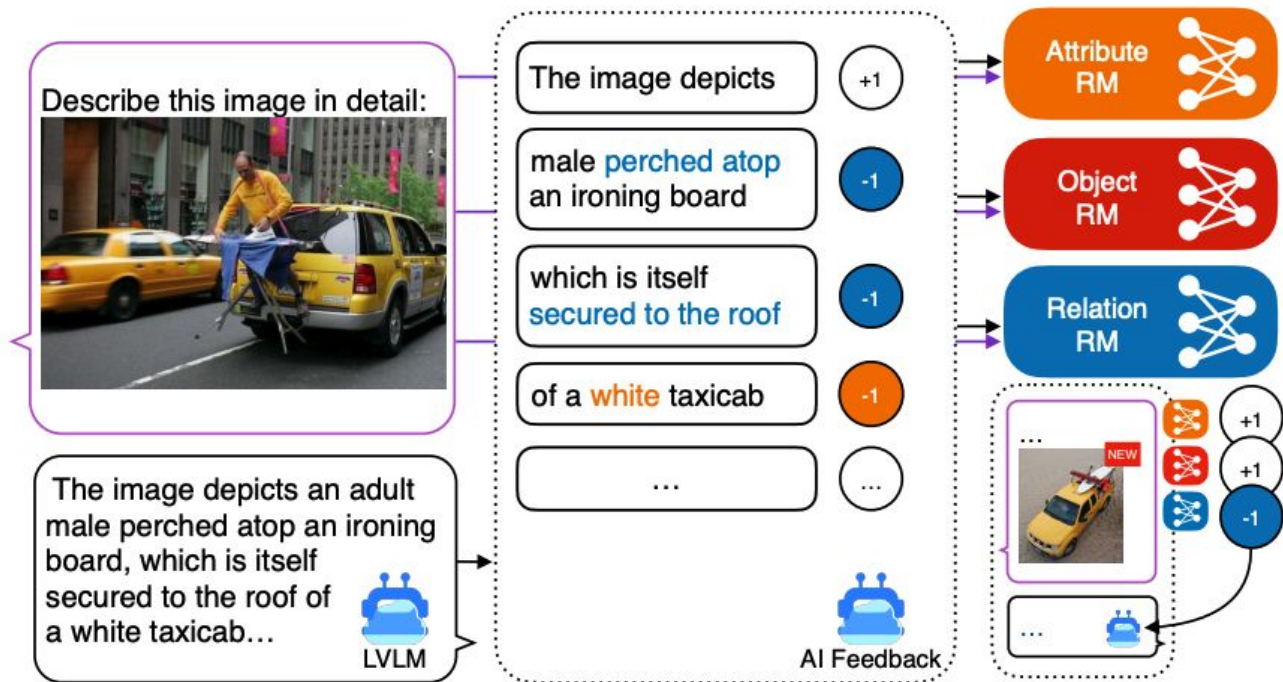 Describe this image in detail:
The image depicts an adult
male perched atop an ironing
board, which is itself
secured to the roof of
a white taxicab...
LVLM
The image depicts
+1
male perched atop
an ironing board
-1
which is itself
secured to the roof
-1
of a white taxicab
-1
...
...
AI Feedback
Attribute
RM
Object
RM
Relation
RM
...
NEW
+1
+1
-1
...